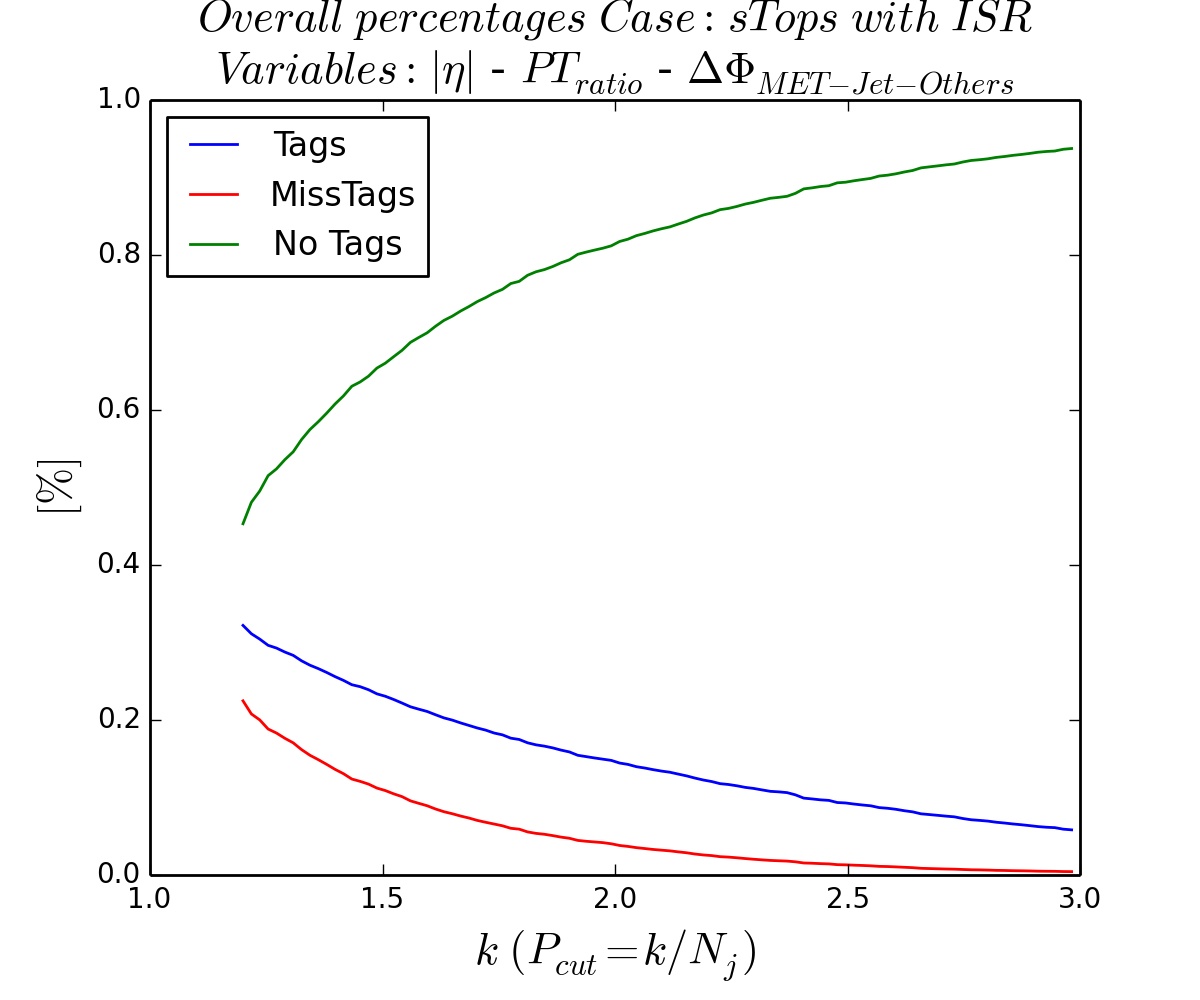 Overall percentages Case: sTops with ISR
Variables: |η| - PT_ratio - ΔΦ_MET−Jet−Others
1.0
Tags
MissTags
No Tags
0.8
0.6
[%]
0.4
0.2
0.0
1.0 1.5 2.0 2.5 3.0
k (P_cut=k/N_j)